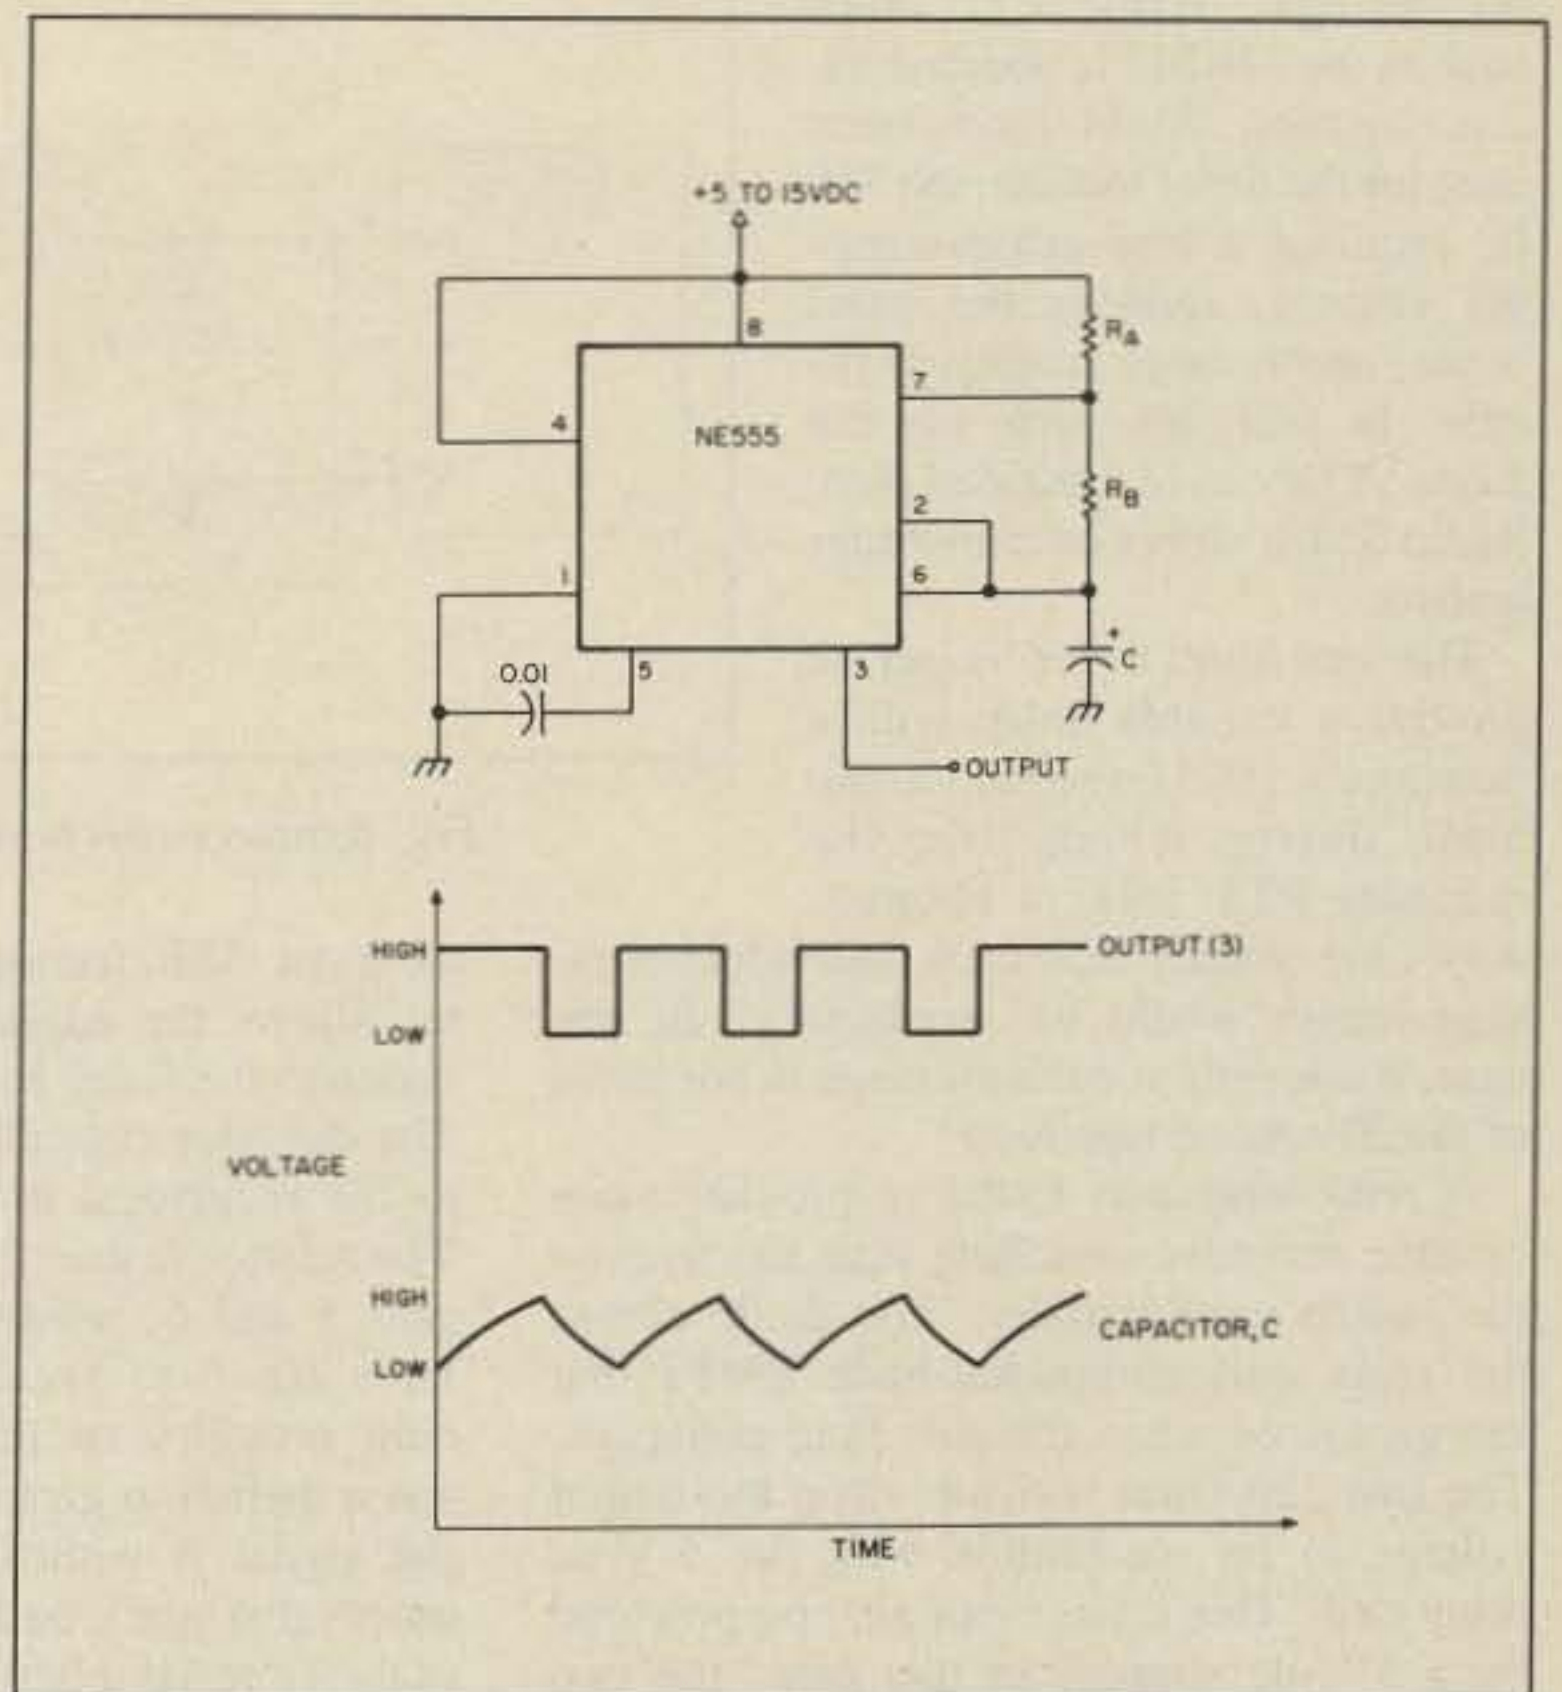 +5 TO 15VDC
8
RA
7
4
NE555
RB
2
1
6
+
C
0.01
5
3
OUTPUT
HIGH
OUTPUT (3)
LOW
VOLTAGE
HIGH
CAPACITOR, C
LOW
TIME